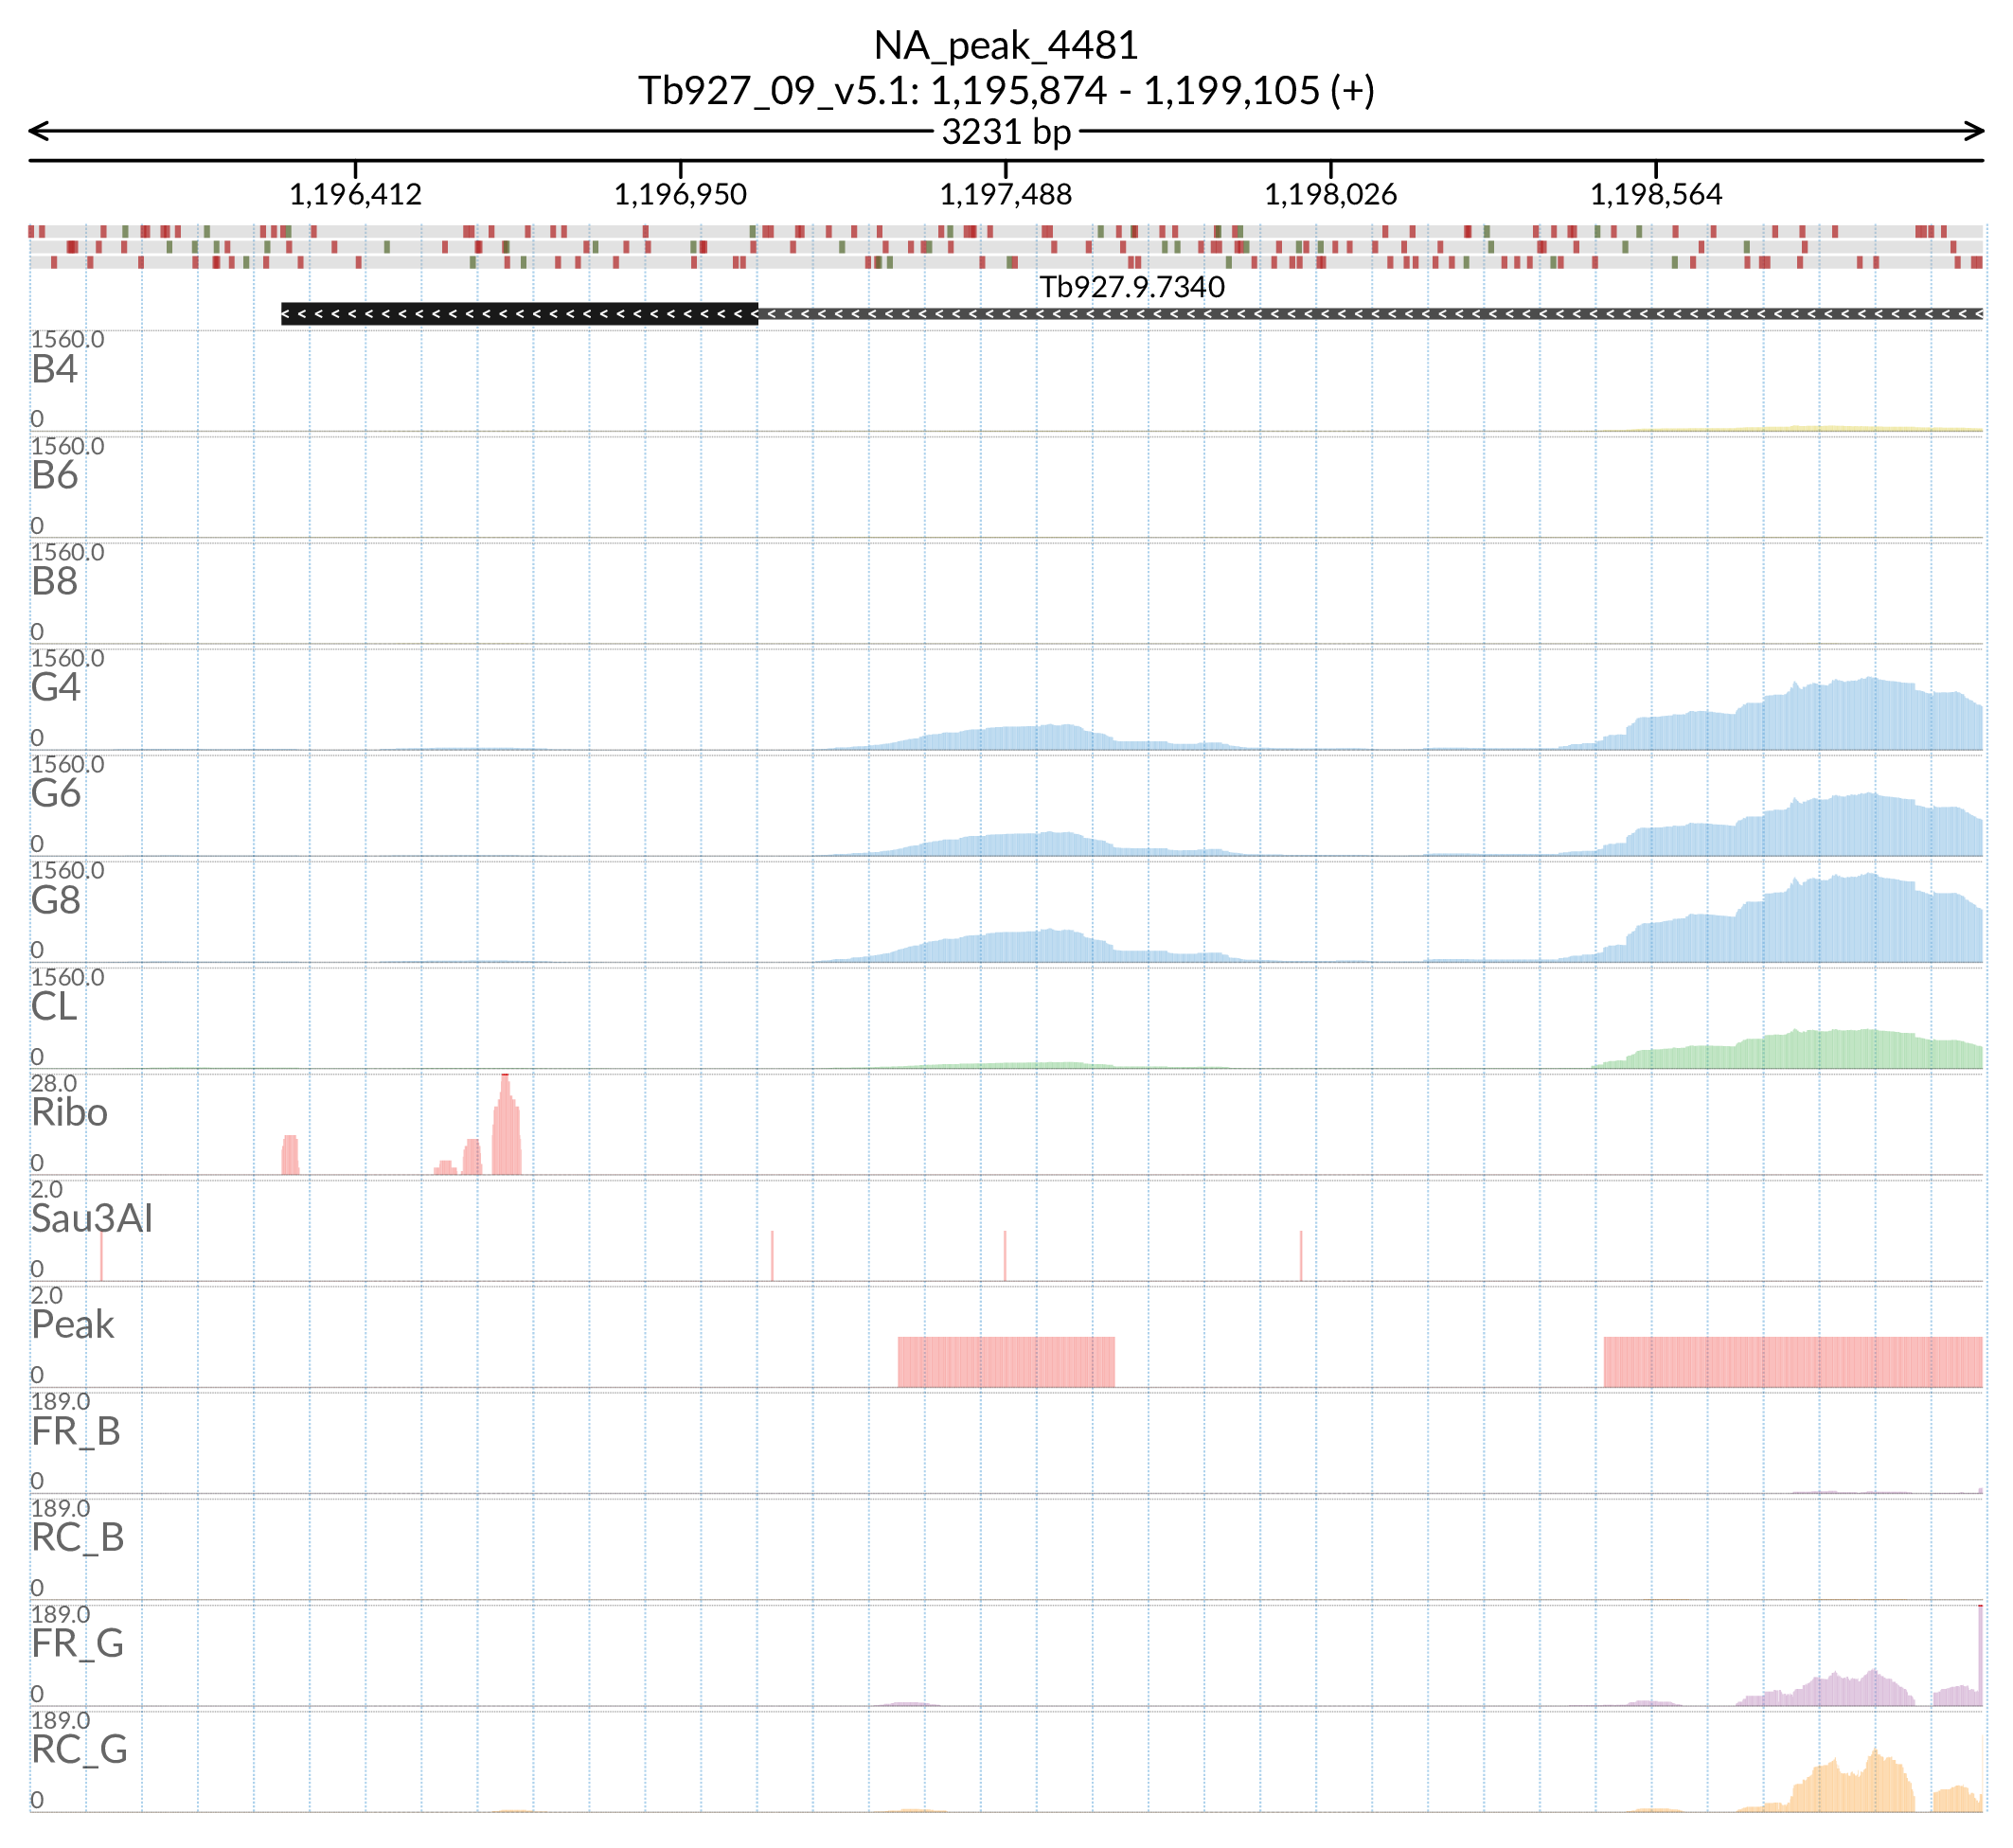 NA_peak_4481
Tb927_09_v5.1: 1,195,874 - 1,199,105 (+)
3231 bp
1,196,412 1,196,950 1,197,488 1,198,026 1,198,564
Tb927.9.7340
1560.0
B4
0
1560.0
B6
0
1560.0
B8
0
1560.0
G4
0
1560.0
G6
0
1560.0
G8
0
1560.0
CL
0
28.0
Ribo
0
2.0
Sau3AI
0
2.0
Peak
0
189.0
FR_B
0
189.0
RC_B
0
189.0
FR_G
0
189.0
RC_G
0